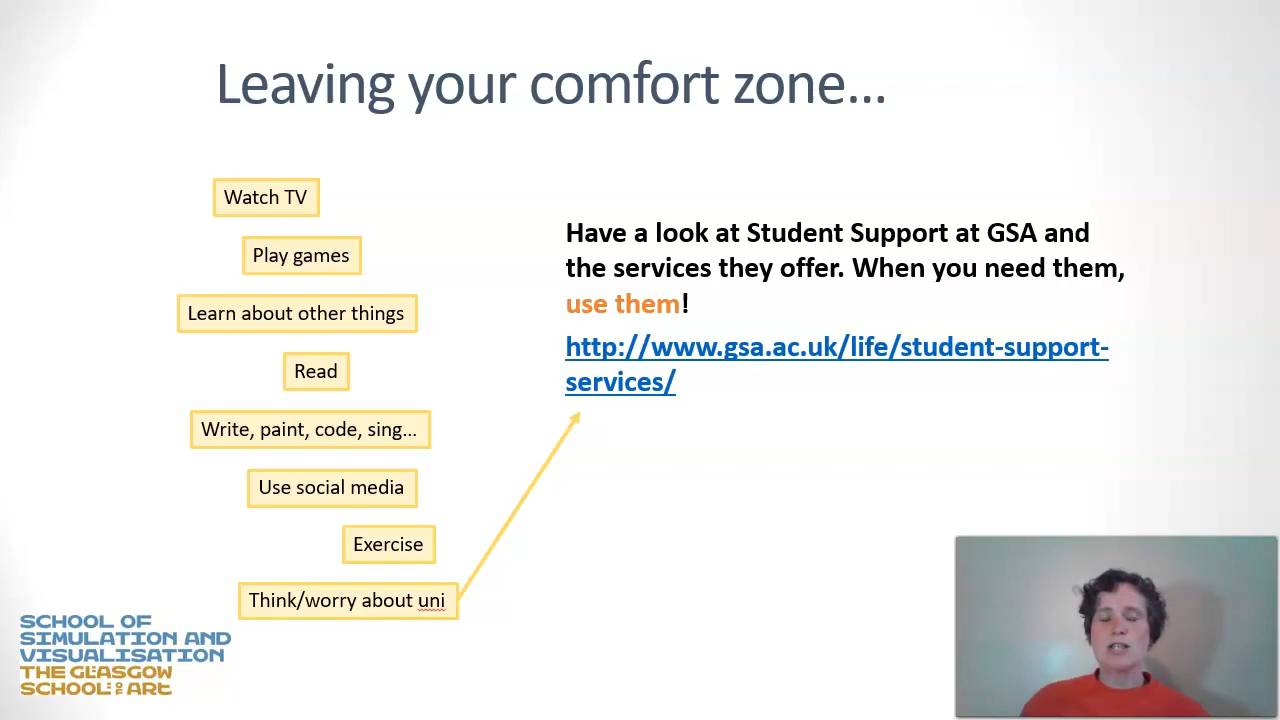 Leaving your comfort zone...
Watch TV
Play games
Learn about other things
Read
Write, paint, code, sing...
Use social media
Exercise
Think/worry about uni
Have a look at Student Support at GSA and
the services they offer. When you need them,
use them!
http://www.gsa.ac.uk/life/student-support-
services/
SCHOOL OF
SIMULATION AND
VISUALISATION
THE GLASGOW
SCHOOL OF ART